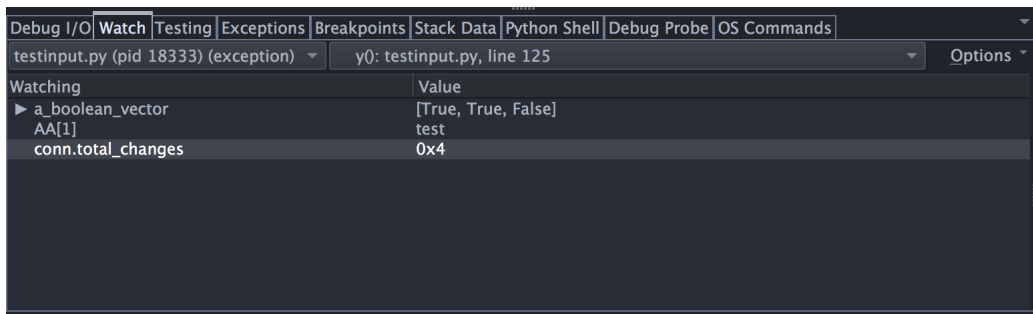 Debug I/O Watch Testing Exceptions Breakpoints Stack Data Python Shell Debug Probe OS Commands
testinput.py (pid 18333) (exception) y(): testinput.py, line 125 Options
Watching Value
a_boolean_vector [True, True, False]
AA[1] test
conn.total_changes 0x4